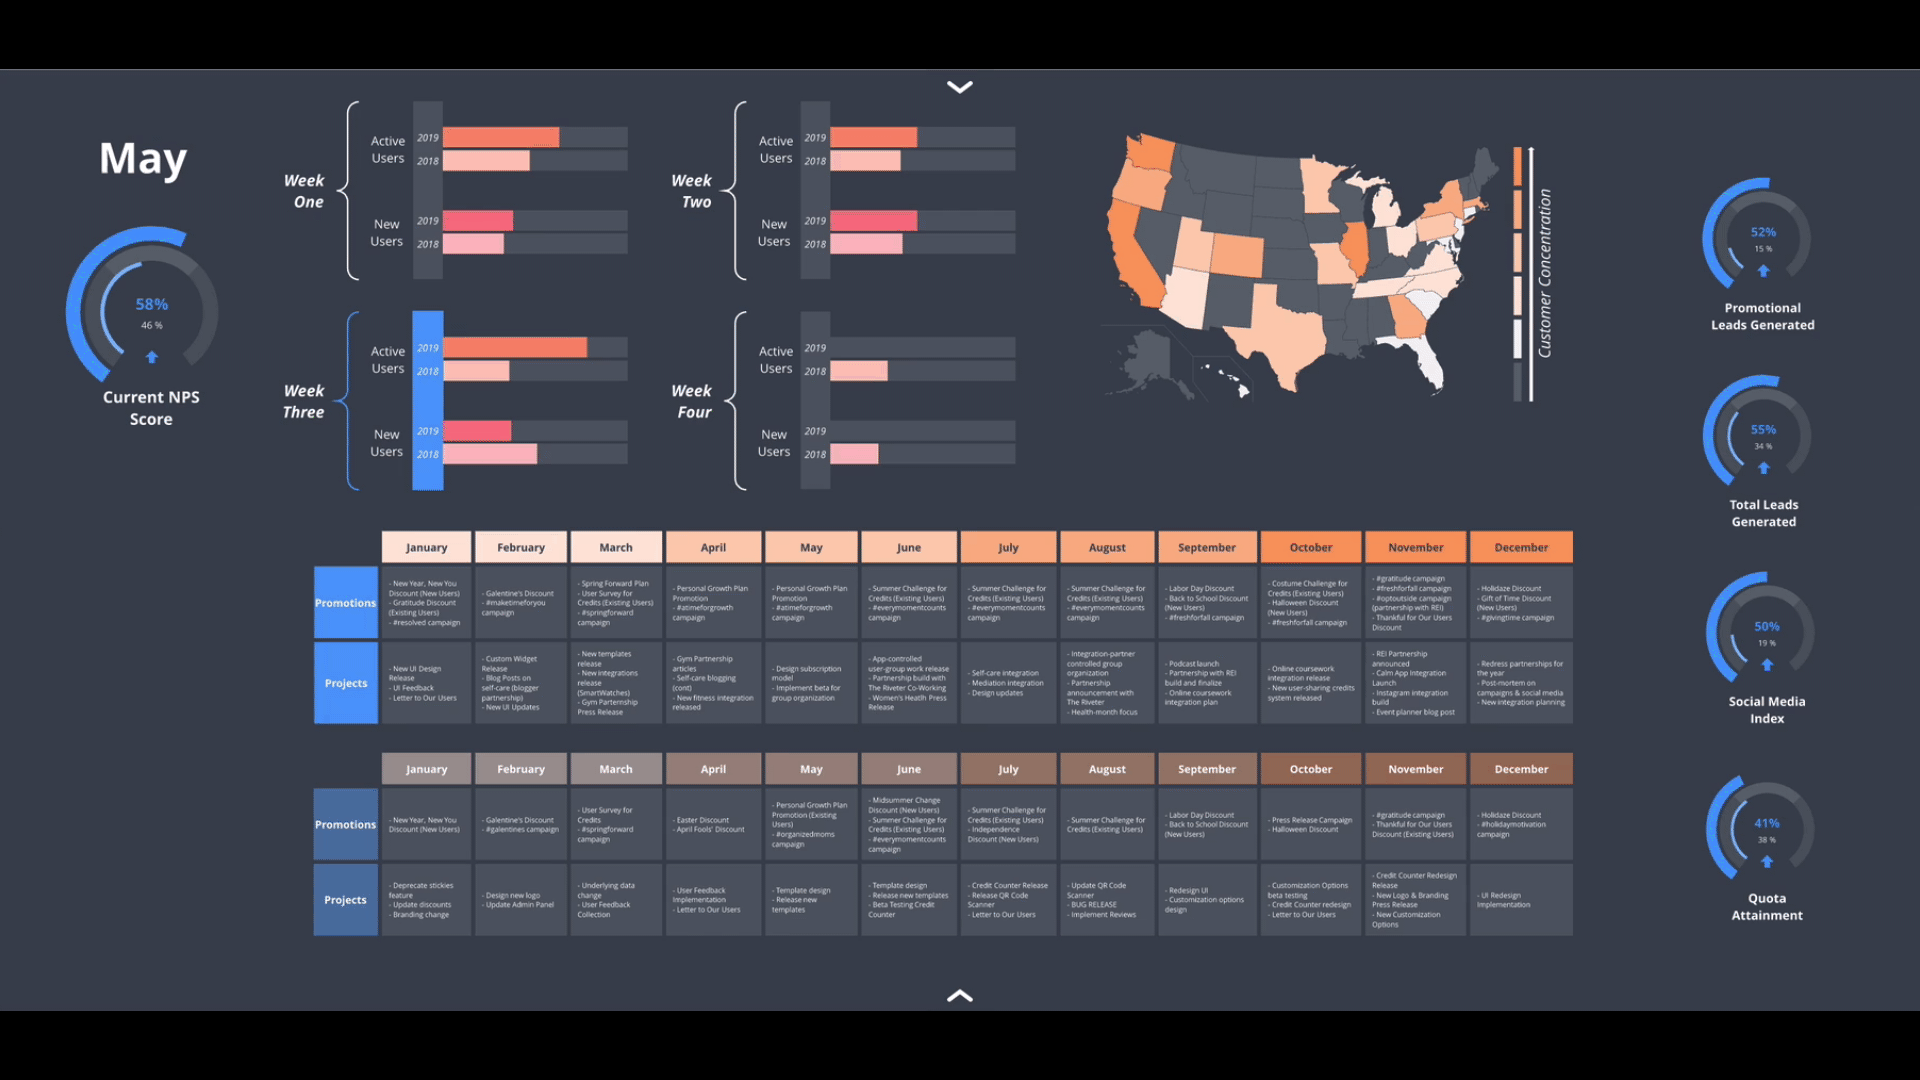 May
58%
46 %
Current NPS
Score
Week
One
Active
Users
2019
2018
New
Users
2019
2018
Week
Two
Active
Users
2019
2018
New
Users
2019
2018
Week
Three
Active
Users
2019
2018
New
Users
2019
2018
Week
Four
Active
Users
2019
2018
New
Users
2019
2018
Customer Concentration
52%
15 %
Promotional
Leads Generated
55%
34 %
Total Leads
Generated
50%
19 %
Social Media
Index
41%
38 %
Quota
Attainment
January February March April May June July August September October November December
Promotions
- New Year, New You
Discount (New Users)
- Gratitude Discount
(Existing Users)
- #resolved campaign
- Galentine's Discount
- #maketimeforyou
campaign
- Spring Forward Plan
- User Survey for
Credits (Existing Users)
- #springforward
campaign
- Personal Growth Plan
Promotion
- #atimeforgrowth
campaign
- Personal Growth Plan
Promotion
- #atimeforgrowth
campaign
- Summer Challenge for
Credits (Existing Users)
- #everymomentcounts
campaign
- Summer Challenge for
Credits (Existing Users)
- #everymomentcounts
campaign
- Summer Challenge for
Credits (Existing Users)
- #everymomentcounts
campaign
- Labor Day Discount
- Back to School Discount
(New Users)
- #freshforfall campaign
- Costume Challenge for
Credits (Existing Users)
- Halloween Discount
(New Users)
- #freshforfall campaign
- #gratitude campaign
- #freshforfall campaign
- #optoutside campaign
(partnership with REI)
- Thankful for Our Users
Discount
- Holidaze Discount
- Gift of Time Discount
(New Users)
- #givingtime campaign
Projects
- New UI Design
Release
- UI Feedback
- Letter to Our Users
- Custom Widget
Release
- Blog Posts on
self-care (blogger
partnership)
- New UI Updates
- New templates
release
- New integrations
release
(SmartWatches)
- Gym Parternship
Press Release
- Gym Partnership
articles
- Self-care blogging
(cont)
- New fitness integration
released
- Design subscription
model
- Implement beta for
group organization
- App-controlled
user-group work release
- Partnership build with
The Riveter Co-Working
- Women's Heatlh Press
Release
- Self-care integration
- Mediation integration
- Design updates
- Integration-partner
controlled group
organization
- Partnership
announcement with
The Riveter
- Health-month focus
- Podcast launch
- Partnership with REI
build and finalize
- Online coursework
integration plan
- Online coursework
integration release
- New user-sharing credits
system released
- REI Partnership
announced
- Calm App Integration
Launch
- Instagram integration
build
- Event planner blog post
- Redress partnerships for
the year
- Post-mortem on
campaigns & social media
- New integration planning
January February March April May June July August September October November December
Promotions
- New Year, New You
Discount (New Users)
- Galentine's Discount
- #galentines campaign
- User Survey for
Credits
- #springforward
campaign
- Easter Discount
- April Fools' Discount
- Personal Growth Plan
Promotion (Existing
Users)
- #organizedmoms
campaign
- Midsummer Change
Discount (New Users)
- Summer Challenge for
Credits (Existing Users)
- #everymomentcounts
campaign
- Summer Challenge for
Credits (Existing Users)
- Independence
Discount (New Users)
- Summer Challenge for
Credits (Existing Users)
- Labor Day Discount
- Back to School Discount
(New Users)
- Press Release Campaign
- Halloween Discount
- #gratitude campaign
- Thankful for Our Users
Discount (Existing Users)
- Holidaze Discount
- #holidaymotivation
campaign
Projects
- Deprecate stickies
feature
- Update discounts
- Branding change
- Design new logo
- Update Admin Panel
- Underlying data
change
- User Feedback
Collection
- User Feedback
Implementation
- Letter to Our Users
- Template design
- Release new
templates
- Template design
- Release new templates
- Beta Testing Credit
Counter
- Credit Counter Release
- Release QR Code
Scanner
- Letter to Our Users
- Update QR Code
Scanner
- BUG RELEASE
- Implement Reviews
- Redesign UI
- Customization options
design
- Customization Options
beta testing
- Credit Counter redesign
- Letter to Our Users
- Credit Counter Redesign
Release
- New Logo & Branding
Press Release
- New Customization
Options
- UI Redesign
Implementation